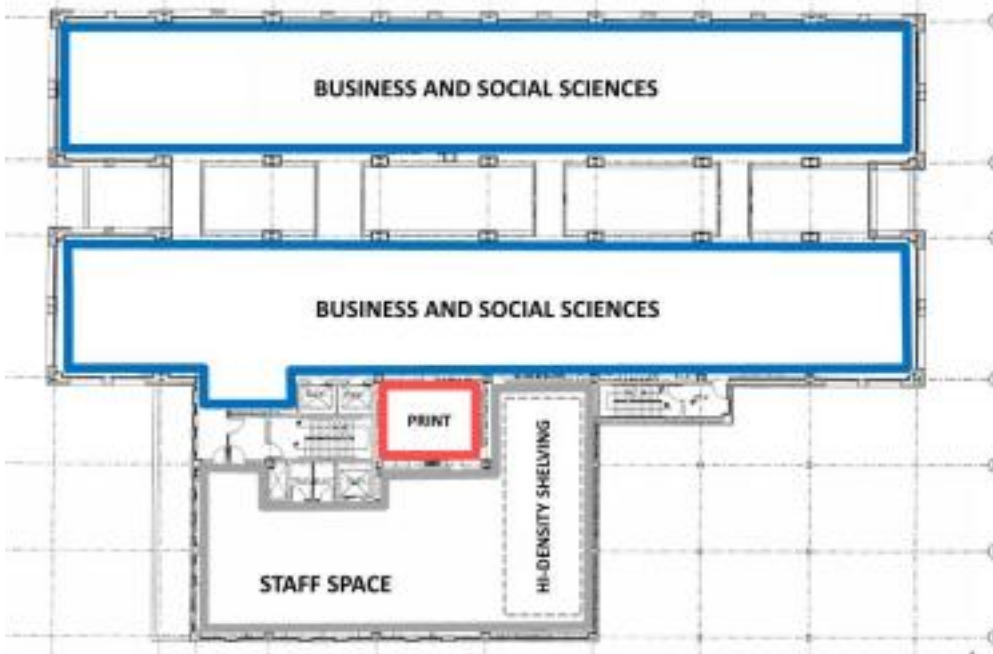 BUSINESS AND SOCIAL SCIENCES
BUSINESS AND SOCIAL SCIENCES
PRINT
HI-DENSITY SHELVING
STAFF SPACE